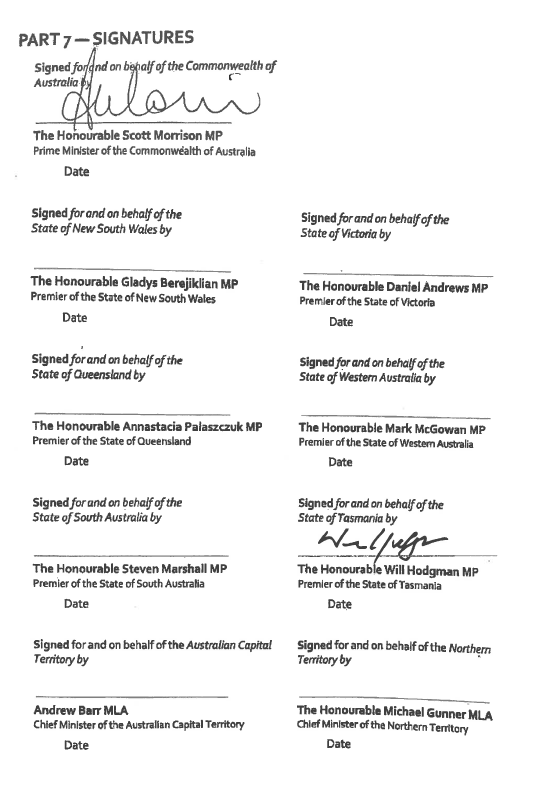 PART 7 — SIGNATURES
Signed for and on behalf of the Commonwealth of
Australia by
The Honourable Scott Morrison MP
Prime Minister of the Commonwealth of Australia
Date
Signed for and on behalf of the
State of New South Wales by
The Honourable Gladys Berejiklian MP
Premier of the State of New South Wales
Date
Signed for and on behalf of the
State of Victoria by
The Honourable Daniel Andrews MP
Premier of the State of Victoria
Date
Signed for and on behalf of the
State of Queensland by
The Honourable Annastacia Palaszczuk MP
Premier of the State of Queensland
Date
Signed for and on behalf of the
State of Western Australia by
The Honourable Mark McGowan MP
Premier of the State of Western Australia
Date
Signed for and on behalf of the
State of South Australia by
The Honourable Steven Marshall MP
Premier of the State of South Australia
Date
Signed for and on behalf of the
State of Tasmania by
The Honourable Will Hodgman MP
Premier of the State of Tasmania
Date
Signed for and on behalf of the Australian Capital
Territory by
Andrew Barr MLA
Chief Minister of the Australian Capital Territory
Date
Signed for and on behalf of the Northern
Territory by
The Honourable Michael Gunner MLA
Chief Minister of the Northern Territory
Date